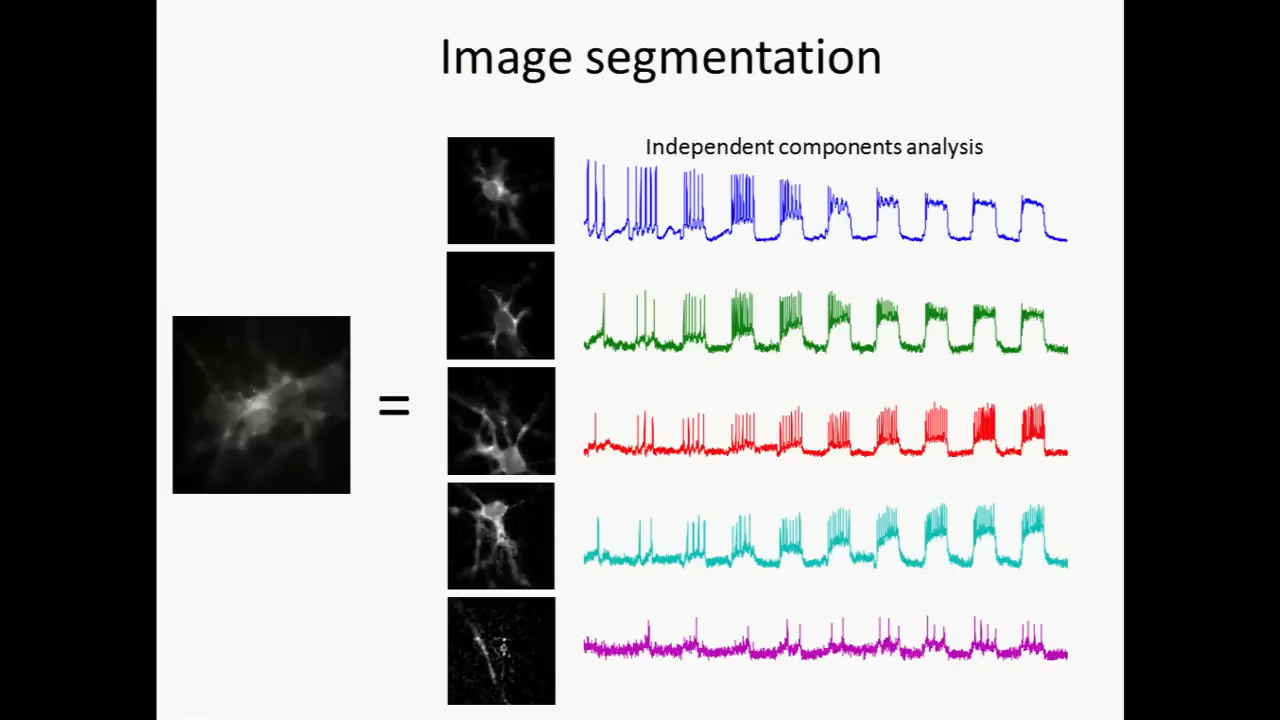 Image segmentation
Independent components analysis
=